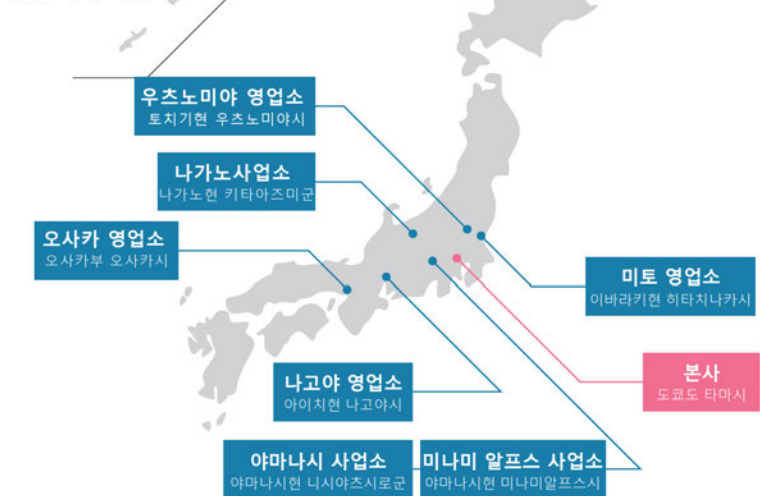 우츠노미야 영업소
토치기현 우츠노미야시
나가노사업소
나가노현 키타아즈미군
오사카 영업소
오사카부 오사카시
미토 영업소
이바라키현 히타치나카시
본사
도쿄도 타마시
나고야 영업소
아이치현 나고야시
야마나시 사업소
야마나시현 니시야츠시로군
미나미 알프스 사업소
야마나시현 미나미알프스시